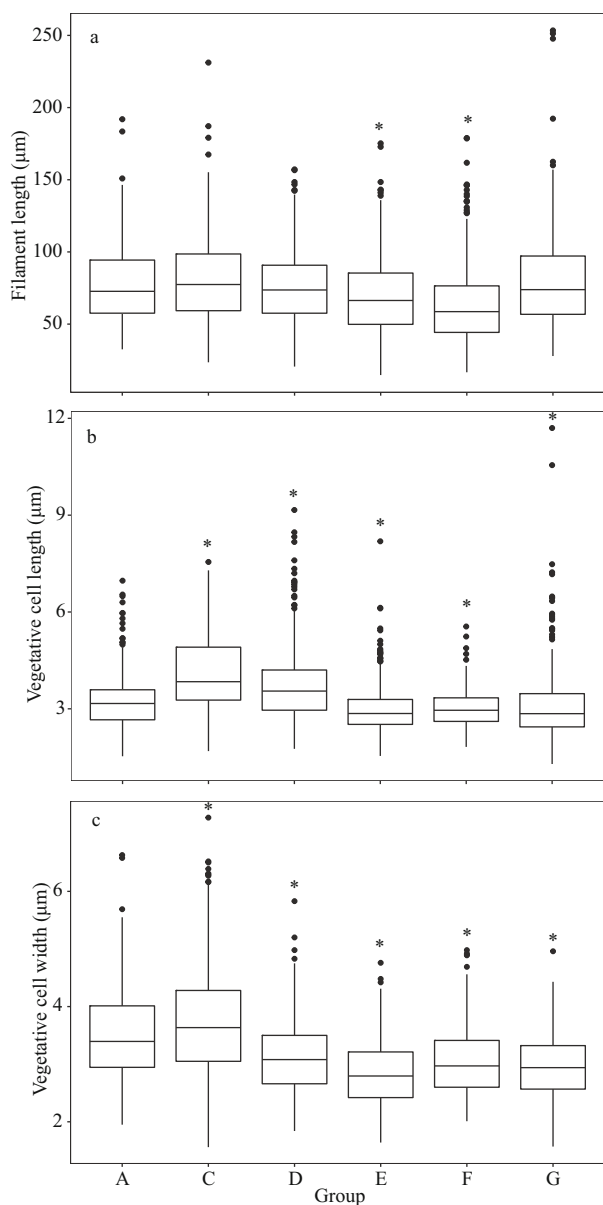 a
Filament length (μm)
250
200
150
100
50
* *
b
Vegetative cell length (μm)
12
9
6
3
* * * * *
c
Vegetative cell width (μm)
6
4
2
* * * * *
A C D E F G
Group